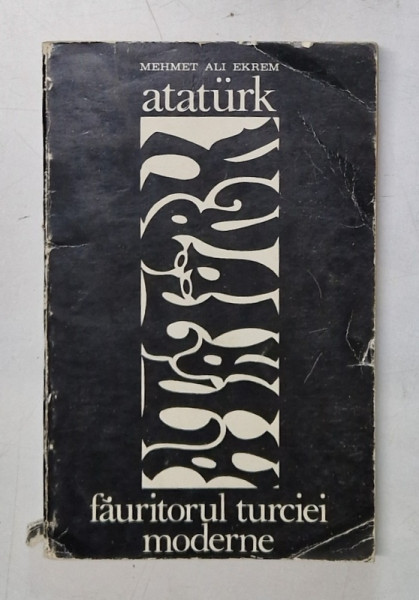 MEHMET ALI EKREM
atatürk
făuritorul turciei
moderne